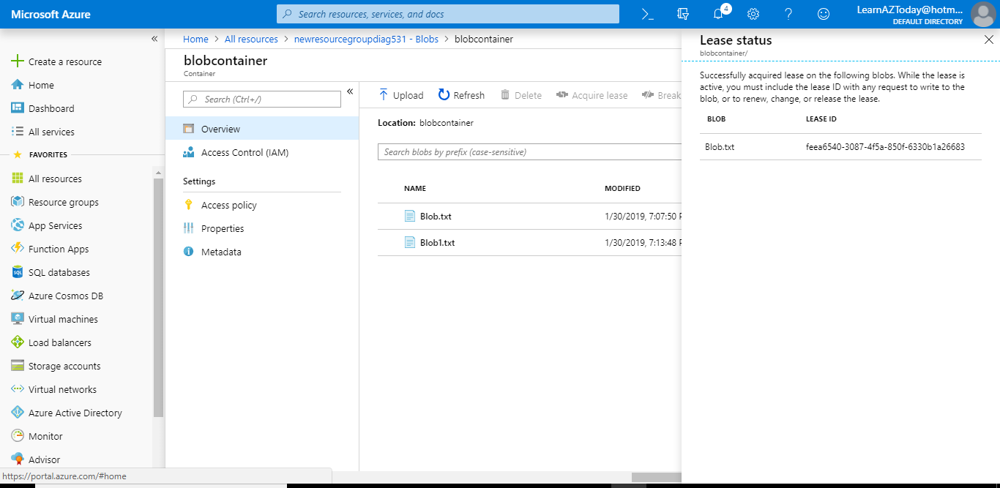 Microsoft Azure
Search resources, services, and docs
4
LearnAZToday@hotm...
DEFAULT DIRECTORY
«
Create a resource
Home
Dashboard
All services
FAVORITES
All resources
Resource groups
App Services
Function Apps
SQL databases
Azure Cosmos DB
Virtual machines
Load balancers
Storage accounts
Virtual networks
Azure Active Directory
Monitor
Advisor
https://portal.azure.com/#home
Home > All resources > newresourcegroupdiag531 - Blobs > blobcontainer
blobcontainer
Container
Search (Ctrl+/)
«
Overview
Access Control (IAM)
Settings
Access policy
Properties
Metadata
Upload Refresh Delete Acquire lease Break
Location: blobcontainer
Search blobs by prefix (case-sensitive)
NAME MODIFIED
Blob.txt 1/30/2019, 7:07:50 P
Blob1.txt 1/30/2019, 7:13:48 P
Lease status
blobcontainer/
Successfully acquired lease on the following blobs. While the lease is
active, you must include the lease ID with any request to write to the
blob, or to renew, change, or release the lease.
BLOB LEASE ID
Blob.txt feea6540-3087-4f5a-850f-6330b1a26683